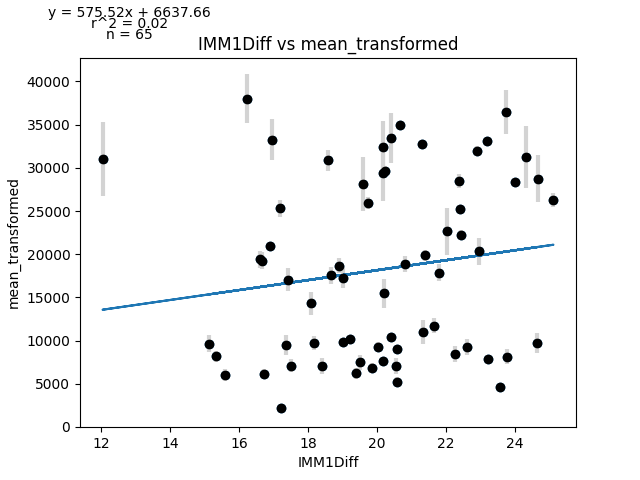 y = 575.52x + 6637.66
r^2 = 0.02
n = 65
IMM1Diff vs mean_transformed
mean_transformed
40000
35000
30000
25000
20000
15000
10000
5000
0
12 14 16 18 20 22 24
IMM1Diff